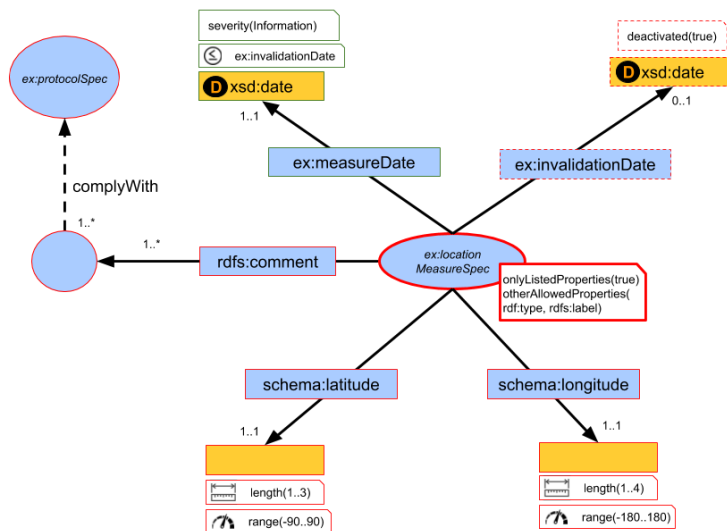 severity(Information)
≤ ex:invalidationDate
D xsd:date
1..1
deactivated(true)
D xsd:date
0..1
ex:protocolSpec
ex:measureDate
ex:invalidationDate
complyWith
1..*
1..*
rdfs:comment
ex:location
MeasureSpec
onlyListedProperties(true)
otherAllowedProperties(
rdf:type, rdfs:label)
schema:latitude
schema:longitude
1..1
1..1
length(1..3)
length(1..4)
range(-90..90)
range(-180..180)